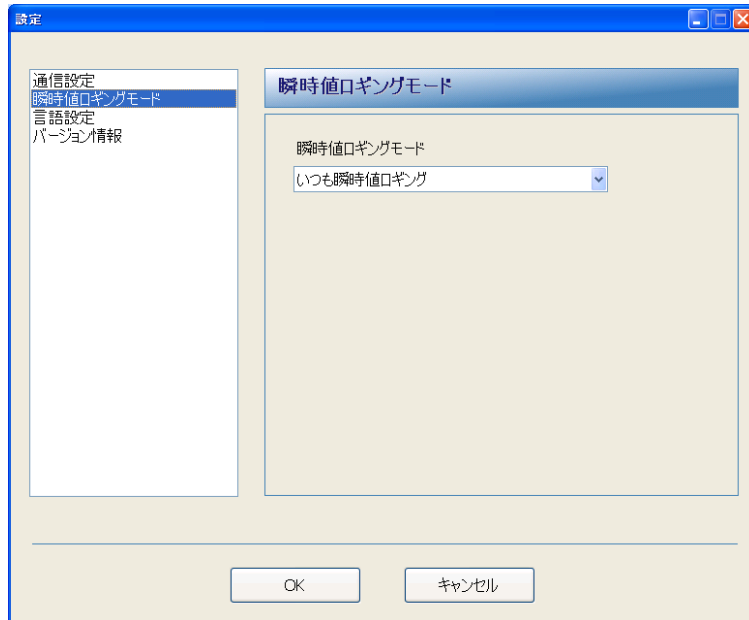 設定
通信設定
瞬時値ロギングモード
言語設定
バージョン情報
瞬時値ロギングモード
瞬時値ロギングモード
いつも瞬時値ロギング
OK
キャンセル